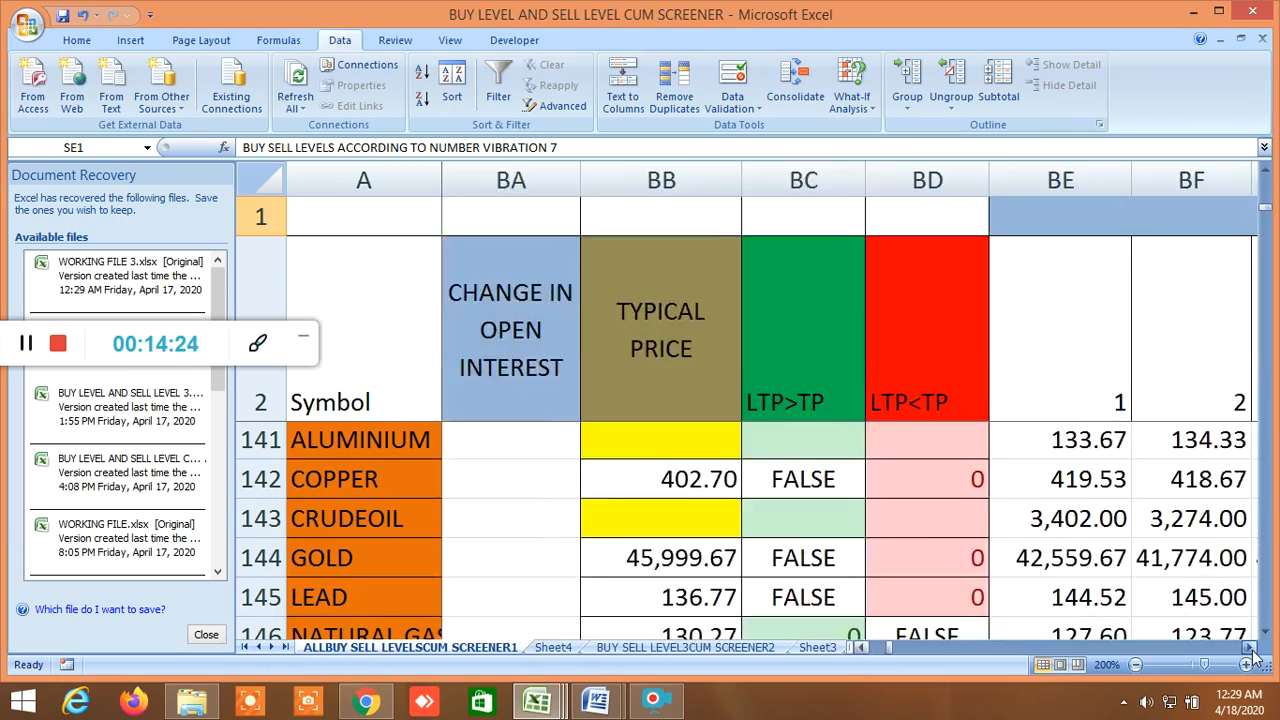 BUY LEVEL AND SELL LEVEL CUM SCREENER - Microsoft Excel
Home Insert Page Layout Formulas Data Review View Developer
From Access
From Web
From Text
From Other Sources
Existing Connections
Get External Data
Refresh All
Connections
Properties
Edit Links
Connections
Sort
Filter
Clear
Reapply
Advanced
Sort & Filter
Text to Columns
Remove Duplicates
Data Validation
Consolidate
What-If Analysis
Data Tools
Group
Ungroup
Subtotal
Show Detail
Hide Detail
Outline
SE1 fx BUY SELL LEVELS ACCORDING TO NUMBER VIBRATION 7
Document Recovery
Excel has recovered the following files. Save
the ones you wish to keep.
Available files
WORKING FILE 3.xlsx [Original]
Version created last time the ...
12:29 AM Friday, April 17, 2020
00:14:24
BUY LEVEL AND SELL LEVEL 3....
Version created last time the ...
1:55 PM Friday, April 17, 2020
BUY LEVEL AND SELL LEVEL C...
Version created last time the ...
4:08 PM Friday, April 17, 2020
WORKING FILE.xlsx [Original]
Version created last time the ...
8:05 PM Friday, April 17, 2020
Which file do I want to save?
Close
A BA BB BC BD BE BF
1
2 Symbol CHANGE IN OPEN INTEREST TYPICAL PRICE LTP>TP LTP<TP 1 2
141 ALUMINIUM 133.67 134.33
142 COPPER 402.70 FALSE 0 419.53 418.67
143 CRUDEOIL 3,402.00 3,274.00
144 GOLD 45,999.67 FALSE 0 42,559.67 41,774.00
145 LEAD 136.77 FALSE 0 144.52 145.00
146 NATURAL GAS 130.27 0 FALSE 127.60 123.77
ALLBUY SELL LEVELSCUM SCREENER1 Sheet4 BUY SELL LEVEL3CUM SCREENER2 Sheet3
Ready 200%
12:29 AM
4/18/2020